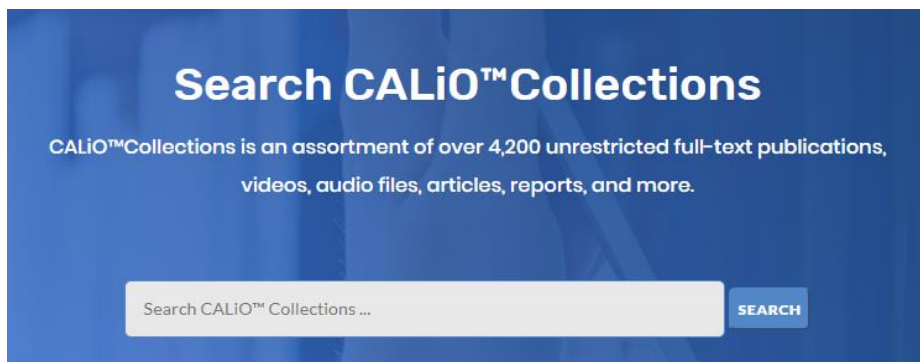 Search CALiO™Collections
CALiO™Collections is an assortment of over 4,200 unrestricted full-text publications,
videos, audio files, articles, reports, and more.
Search CALiO™ Collections ...
SEARCH